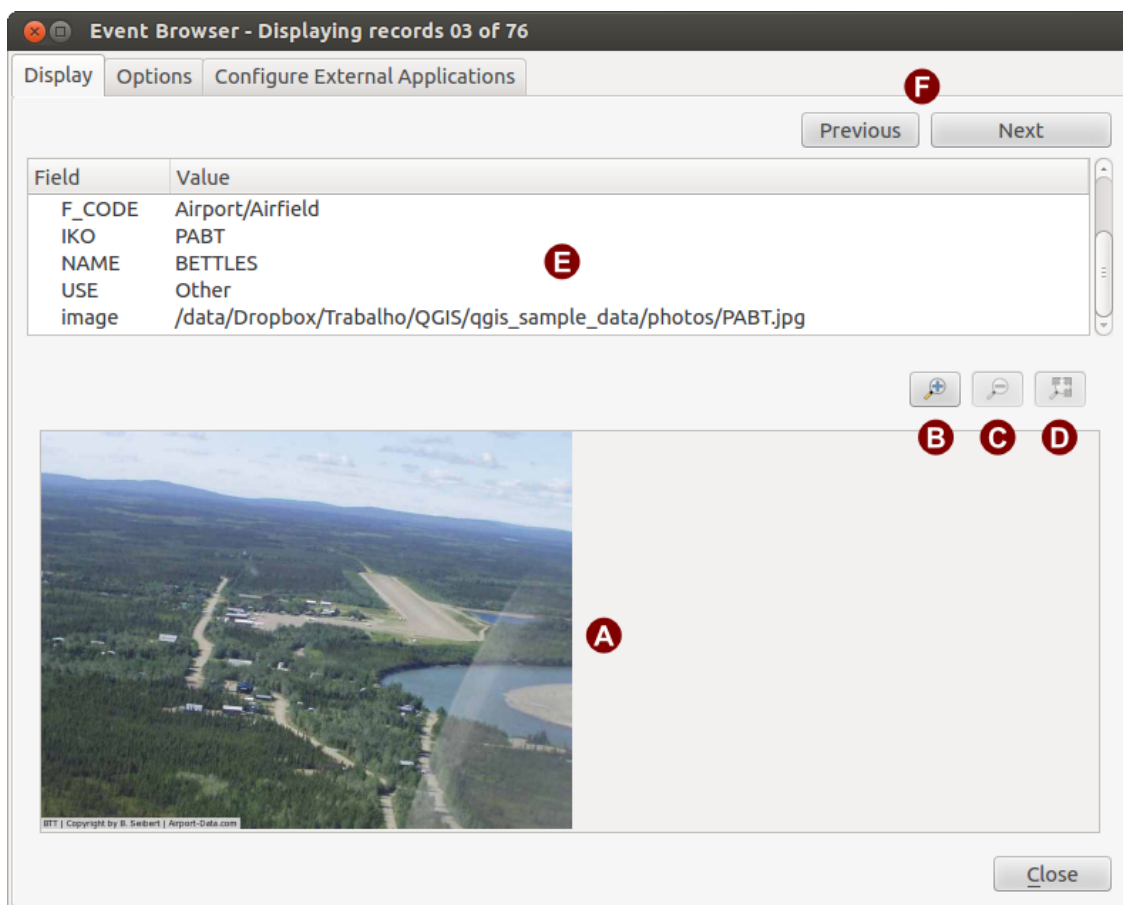 Event Browser - Displaying records 03 of 76
Display Options Configure External Applications
F
Previous Next
Field Value
F_CODE Airport/Airfield
IKO PABT
NAME BETTLES
USE Other
image /data/Dropbox/Trabalho/QGIS/qgis_sample_data/photos/PABT.jpg
E
B C D
A
BTT | Copyright by B. Seibert | Airport-Data.com
Close